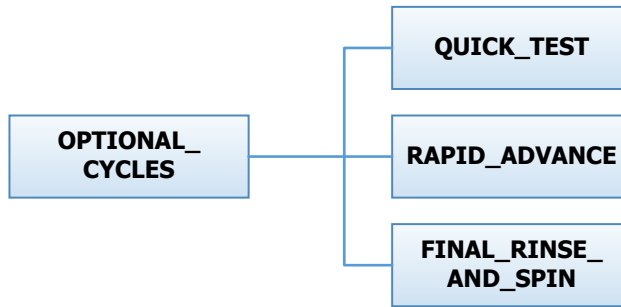 OPTIONAL_
CYCLES
QUICK_TEST
RAPID_ADVANCE
FINAL_RINSE_
AND_SPIN